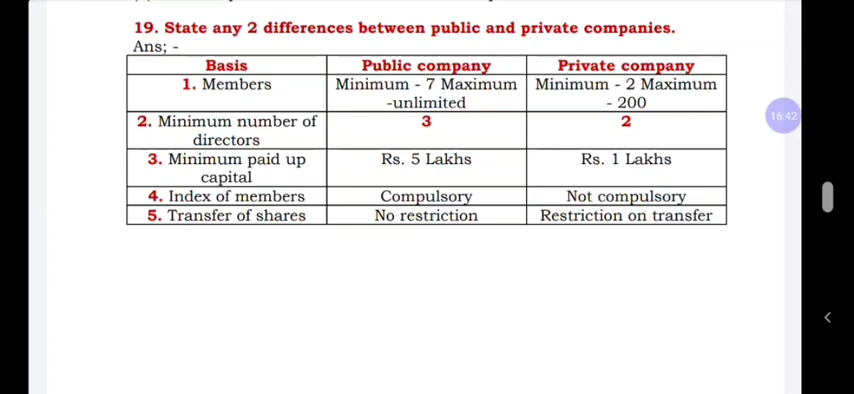 19. State any 2 differences between public and private companies.
Ans; -
Basis Public company Private company
1. Members Minimum - 7 Maximum -unlimited Minimum - 2 Maximum - 200
2. Minimum number of directors 3 2
3. Minimum paid up capital Rs. 5 Lakhs Rs. 1 Lakhs
4. Index of members Compulsory Not compulsory
5. Transfer of shares No restriction Restriction on transfer
16:42